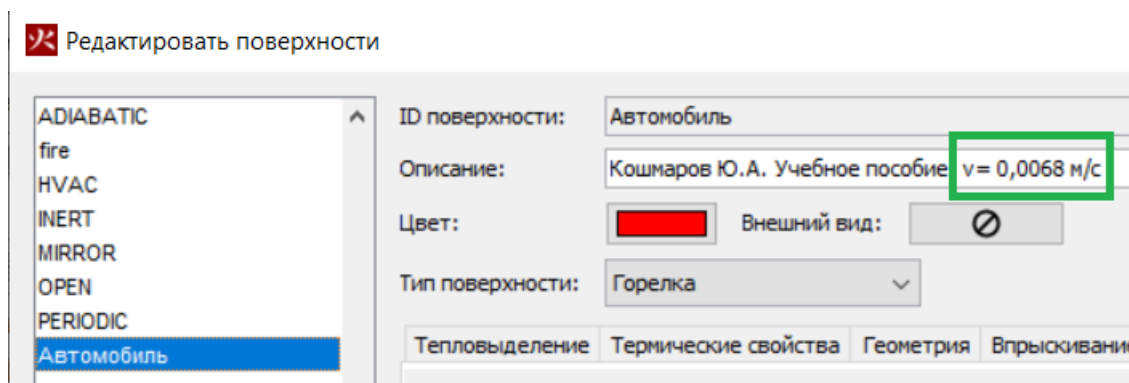 Редактировать поверхности
ADIABATIC
fire
HVAC
INERT
MIRROR
OPEN
PERIODIC
Автомобиль
ID поверхности: Автомобиль
Описание: Кошмаров Ю.А. Учебное пособие v= 0,0068 м/с
Цвет: Внешний вид:
Тип поверхности: Горелка
Тепловыделение Термические свойства Геометрия Впрыскивание